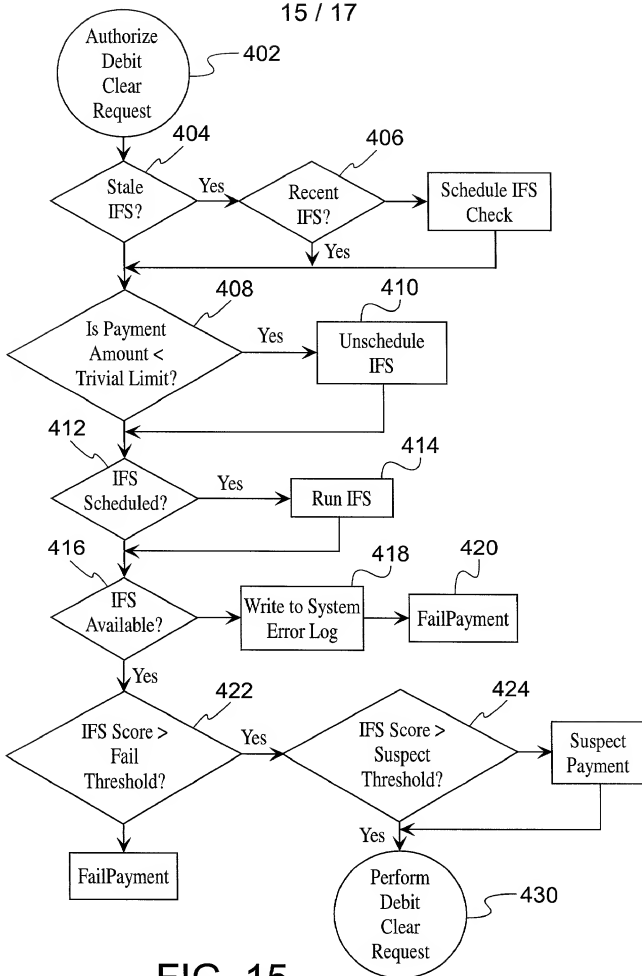 15 / 17
Authorize
Debit
Clear
Request
402
404
Stale
IFS?
Yes
406
Recent
IFS?
Yes
Schedule IFS
Check
408
Is Payment
Amount <
Trivial Limit?
Yes
410
Unschedule
IFS
412
IFS
Scheduled?
Yes
414
Run IFS
416
IFS
Available?
Yes
418
Write to System
Error Log
420
FailPayment
422
IFS Score >
Fail
Threshold?
Yes
424
IFS Score >
Suspect
Threshold?
Yes
Suspect
Payment
FailPayment
Perform
Debit
Clear
Request
430
FIG. 15